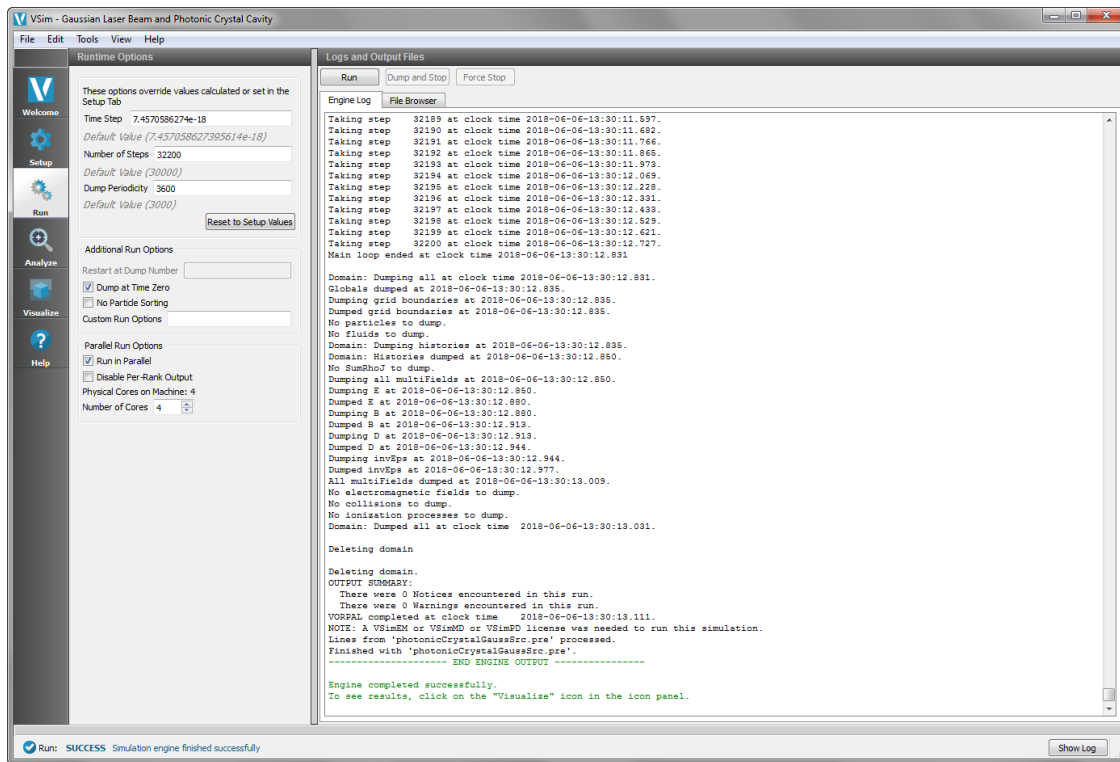 VSim - Gaussian Laser Beam and Photonic Crystal Cavity
File Edit Tools View Help
Runtime Options
Logs and Output Files
Welcome
Setup
Run
Analyze
Visualize
Help
These options override values calculated or set in the
Setup Tab
Time Step 7.4570586274e-18
Default Value (7.457058627395614e-18)
Number of Steps 32200
Default Value (30000)
Dump Periodicity 3600
Default Value (3000)
Reset to Setup Values
Additional Run Options
Restart at Dump Number
Dump at Time Zero
No Particle Sorting
Custom Run Options
Parallel Run Options
Run in Parallel
Disable Per-Rank Output
Physical Cores on Machine: 4
Number of Cores 4
Run Dump and Stop Force Stop
Engine Log File Browser
Taking step 32189 at clock time 2018-06-06-13:30:11.597.
Taking step 32190 at clock time 2018-06-06-13:30:11.682.
Taking step 32191 at clock time 2018-06-06-13:30:11.766.
Taking step 32192 at clock time 2018-06-06-13:30:11.865.
Taking step 32193 at clock time 2018-06-06-13:30:11.973.
Taking step 32194 at clock time 2018-06-06-13:30:12.069.
Taking step 32195 at clock time 2018-06-06-13:30:12.228.
Taking step 32196 at clock time 2018-06-06-13:30:12.331.
Taking step 32197 at clock time 2018-06-06-13:30:12.433.
Taking step 32198 at clock time 2018-06-06-13:30:12.529.
Taking step 32199 at clock time 2018-06-06-13:30:12.621.
Taking step 32200 at clock time 2018-06-06-13:30:12.727.
Main loop ended at clock time 2018-06-06-13:30:12.831
Domain: Dumping all at clock time 2018-06-06-13:30:12.831.
Globals dumped at 2018-06-06-13:30:12.835.
Dumping grid boundaries at 2018-06-06-13:30:12.835.
Dumped grid boundaries at 2018-06-06-13:30:12.835.
No particles to dump.
No fluids to dump.
Domain: Dumping histories at 2018-06-06-13:30:12.835.
Domain: Histories dumped at 2018-06-06-13:30:12.850.
No SumRhoJ to dump.
Dumping all multiFields at 2018-06-06-13:30:12.850.
Dumping E at 2018-06-06-13:30:12.850.
Dumped E at 2018-06-06-13:30:12.880.
Dumping B at 2018-06-06-13:30:12.880.
Dumped B at 2018-06-06-13:30:12.913.
Dumping D at 2018-06-06-13:30:12.913.
Dumped D at 2018-06-06-13:30:12.944.
Dumping invEps at 2018-06-06-13:30:12.944.
Dumped invEps at 2018-06-06-13:30:12.977.
All multiFields dumped at 2018-06-06-13:30:13.009.
No electromagnetic fields to dump.
No collisions to dump.
No ionization processes to dump.
Domain: Dumped all at clock time 2018-06-06-13:30:13.031.
Deleting domain
Deleting domain.
OUTPUT SUMMARY:
There were 0 Notices encountered in this run.
There were 0 Warnings encountered in this run.
VORPAL completed at clock time 2018-06-06-13:30:13.111.
NOTE: A VSimEM or VSimMD or VSimPD license was needed to run this simulation.
Lines from 'photonicCrystalGaussSrc.pre' processed.
Finished with 'photonicCrystalGaussSrc.pre'.
--------------------- END ENGINE OUTPUT ----------------
Engine completed successfully.
To see results, click on the "Visualize" icon in the icon panel.
Run: SUCCESS Simulation engine finished successfully
Show Log